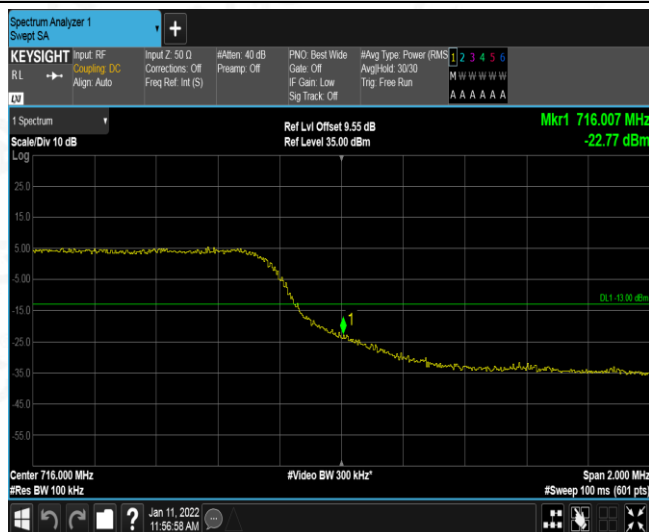 Spectrum Analyzer 1
Swept SA
+
KEYSIGHT
RL
LXI
Input: RF
Coupling: DC
Align: Auto
Input Z: 50 Ω
Corrections: Off
Freq Ref: Int (S)
#Atten: 40 dB
Preamp: Off
PNO: Best Wide
Gate: Off
IF Gain: Low
Sig Track: Off
#Avg Type: Power (RMS
Avg|Hold: 30/30
Trig: Free Run
1 2 3 4 5 6
M W W W W W
A A A A A A
1 Spectrum
Scale/Div 10 dB
Log
Ref Lvl Offset 9.55 dB
Ref Level 35.00 dBm
Mkr1 716.007 MHz
-22.77 dBm
25.0
15.0
5.00
-5.00
-15.0
-25.0
-35.0
-45.0
-55.0
DL1 -13.00 dBm
1
Center 716.000 MHz
#Res BW 100 kHz
#Video BW 300 kHz*
Span 2.000 MHz
#Sweep 100 ms (601 pts)
?
Jan 11, 2022
11:56:58 AM